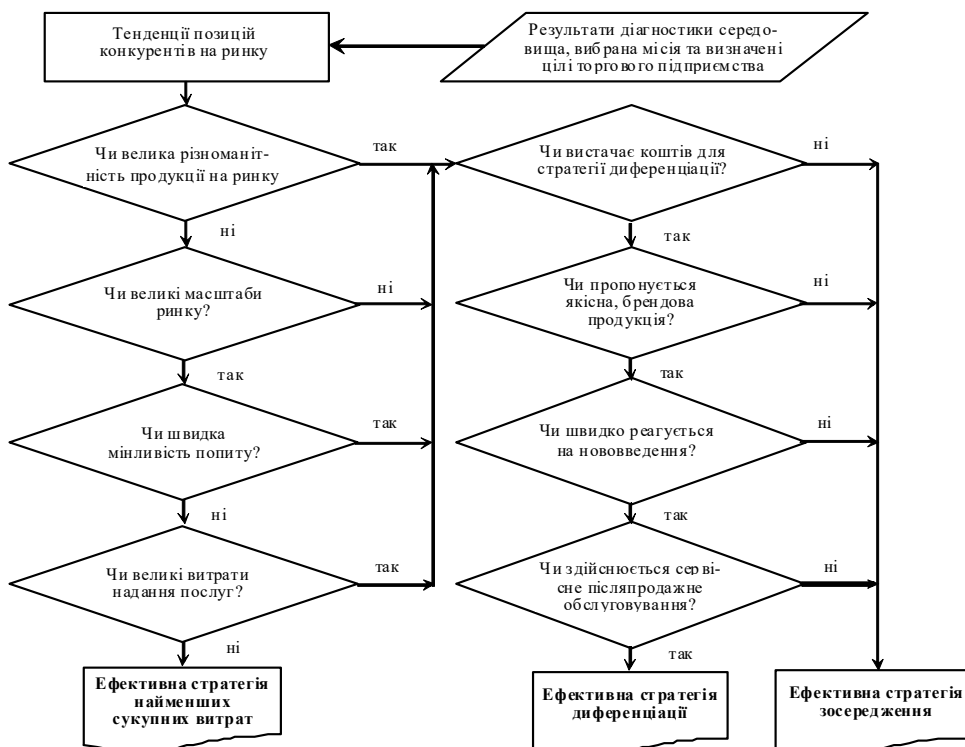 Тенденції позицій
конкурентів на ринку
Результати діагностики середо-
вища, вибрана місія та визначені
цілі торгового підприємства
Чи велика різноманіт-
ність продукції на ринку
так
Чи вистачає коштів для
стратегії диференціації?
ні
ні
так
Чи великі масштаби
ринку?
ні
Чи пропонується
якісна, брендова
продукція?
ні
так
так
Чи швидка
мінливість попиту?
так
Чи швидко реагується
на нововведення?
ні
ні
так
Чи великі витрати
надання послуг?
так
Чи здійснюється серві-
сне післяпродажне
обслуговування?
ні
ні
так
Ефективна стратегія
найменших
сукупних витрат
Ефективна стратегія
диференціації
Ефективна стратегія
зосередження